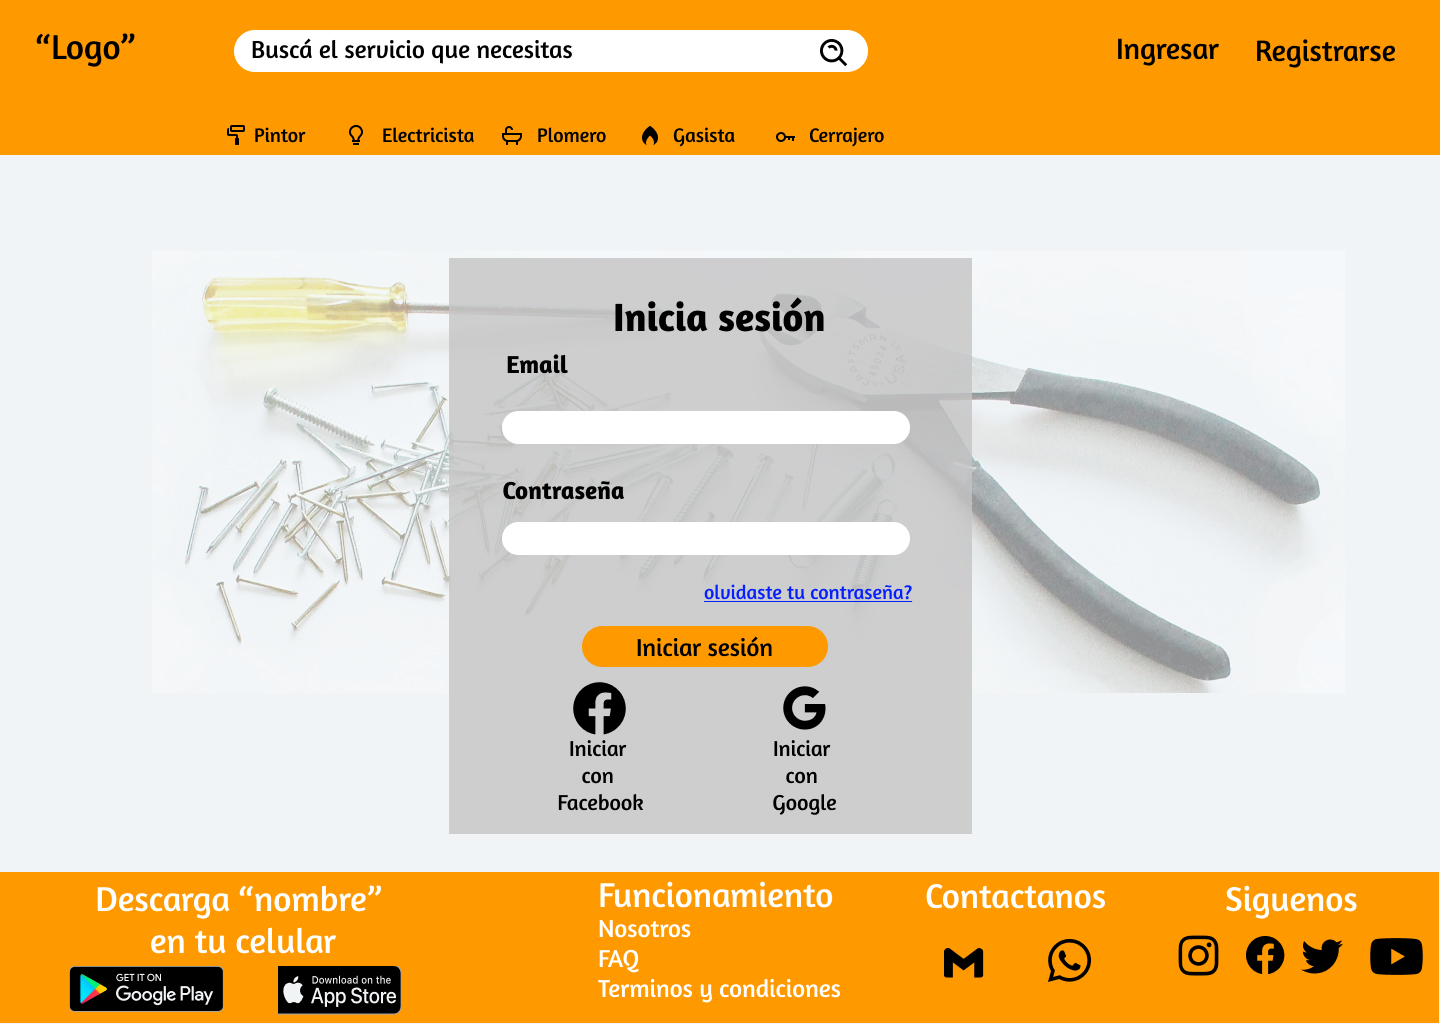 “Logo”
Buscá el servicio que necesitas
Ingresar
Registrarse
Pintor
Electricista
Plomero
Gasista
Cerrajero
Inicia sesión
Email
Contraseña
olvidaste tu contraseña?
Iniciar sesión
Iniciar
con
Facebook
Iniciar
con
Google
Descarga “nombre”
en tu celular
GET IT ON
Google Play
Download on the
App Store
Funcionamiento
Nosotros
FAQ
Terminos y condiciones
Contactanos
Siguenos